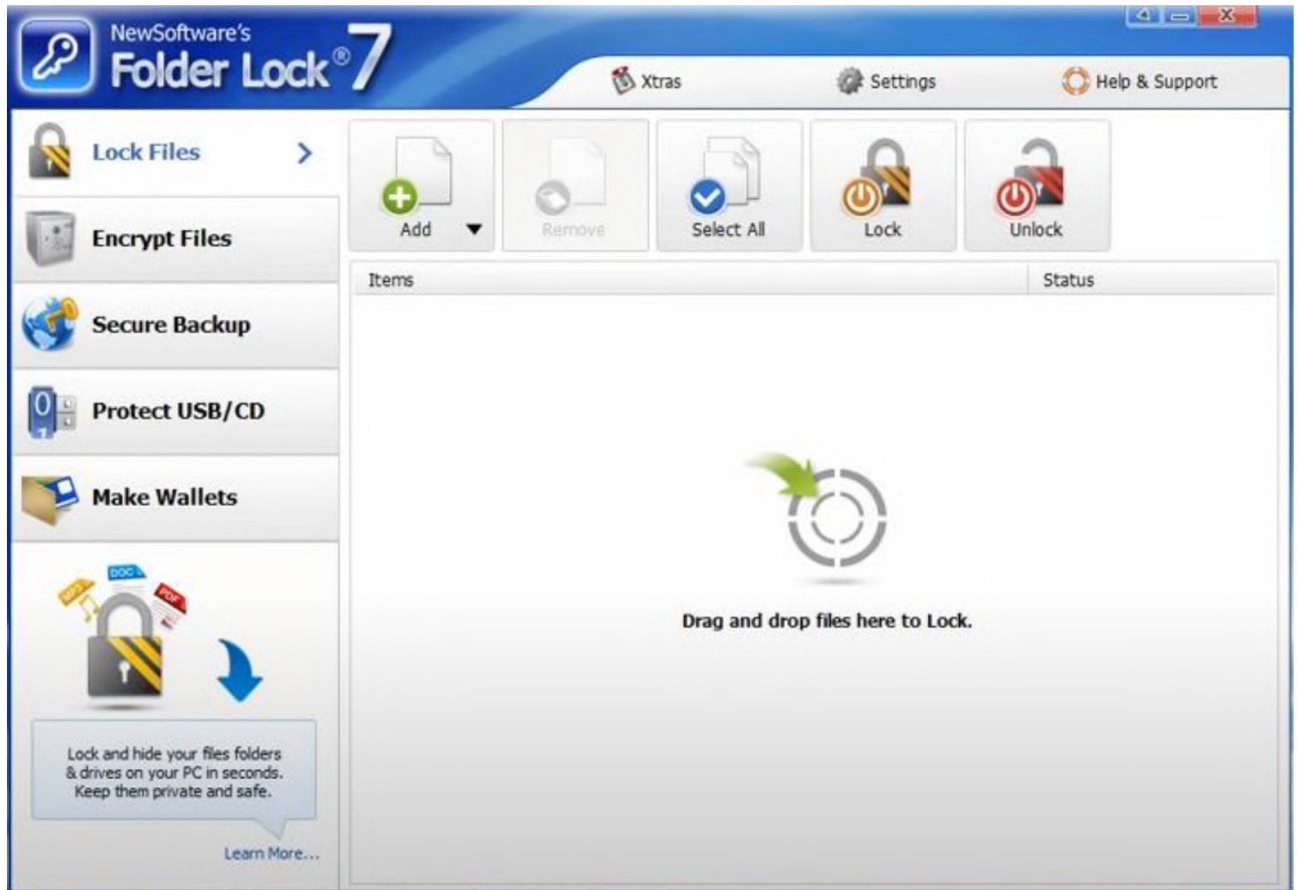 NewSoftware's
Folder Lock®7
Xtras
Settings
Help & Support
Lock Files
Encrypt Files
Secure Backup
Protect USB/CD
Make Wallets
Add
Remove
Select All
Lock
Unlock
Items
Status
Drag and drop files here to Lock.
MP3
DOC
PDF
Lock and hide your files folders
& drives on your PC in seconds.
Keep them private and safe.
Learn More...